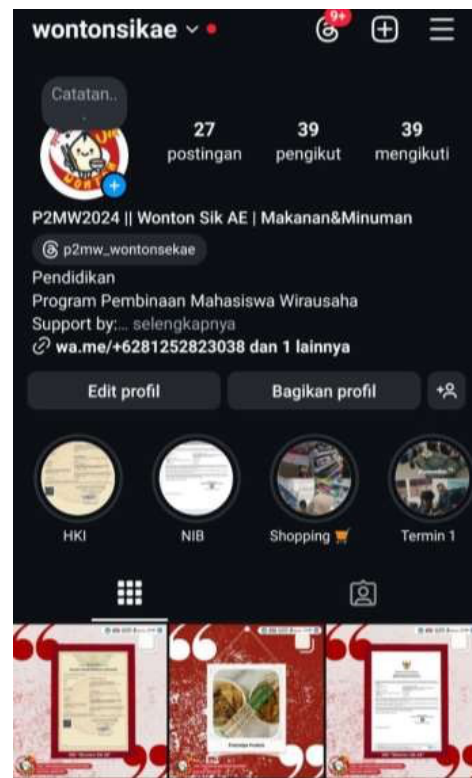 wontonsikae
9+
Catatan..
.
WONTON
27 39 39
postingan pengikut mengikuti
P2MW2024 || Wonton Sik AE | Makanan&Minuman
p2mw_wontonsekae
Pendidikan
Program Pembinaan Mahasiswa Wirausaha
Support by:... selengkapnya
wa.me/+6281252823038 dan 1 lainnya
Edit profil Bagikan profil
HKI NIB Shopping 🛒 Termin 1